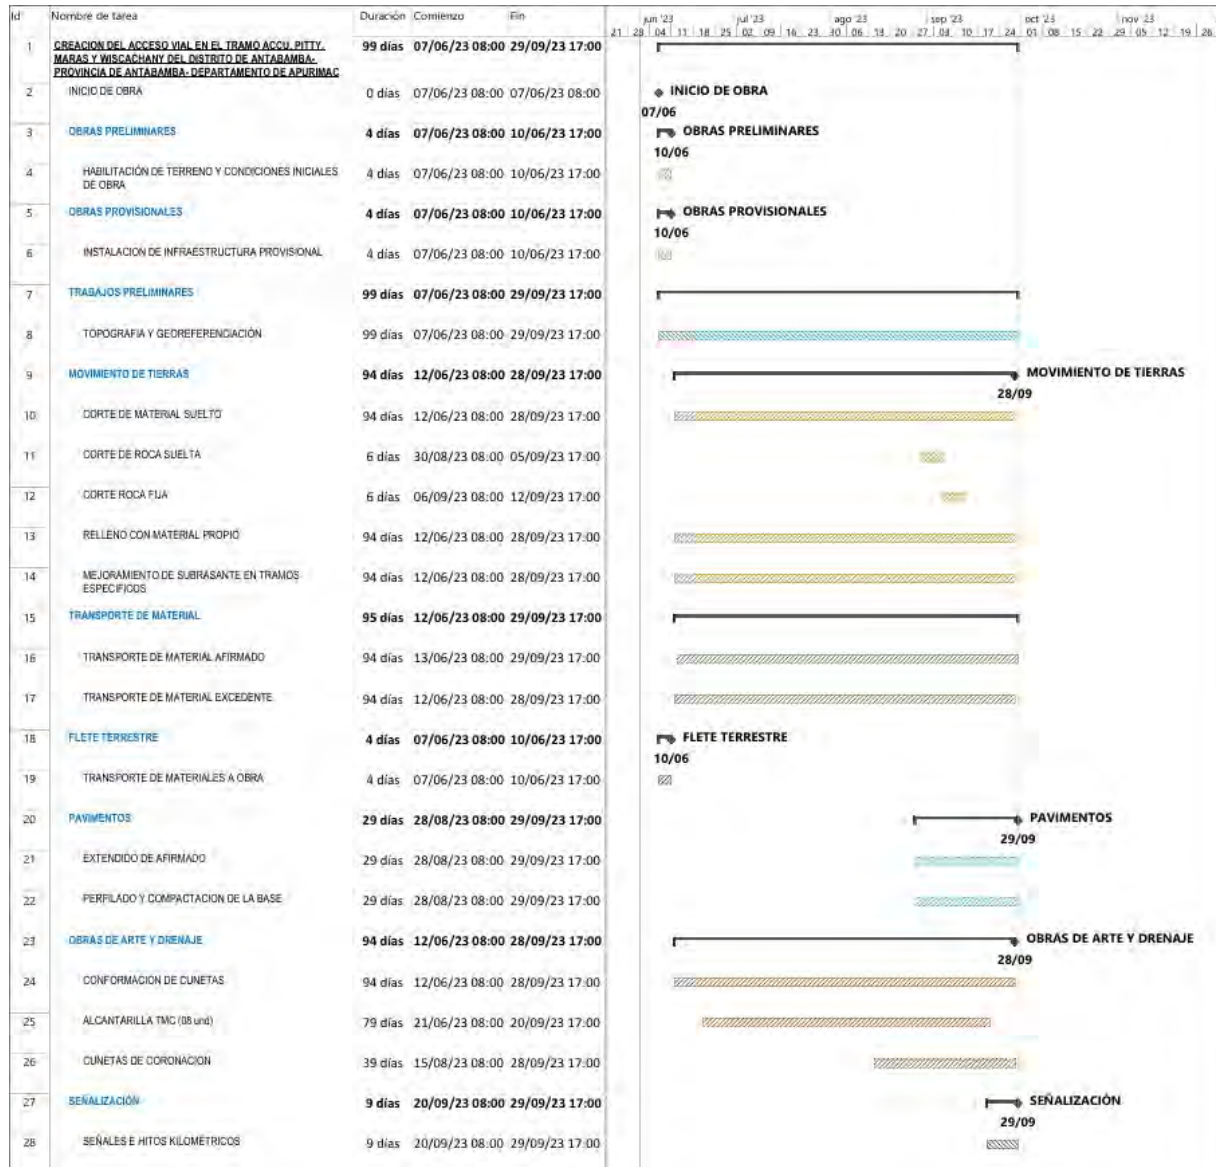 Id Nombre de tarea Duración Comienzo Fin
jun '23 jul '23 ago '23 sep '23 oct '23 nov '23
21 28 04 11 18 25 02 09 16 23 30 06 13 20 27 03 10 17 24 01 08 15 22 29 05 12 19 26
1 CREACION DEL ACCESO VIAL EN EL TRAMO ACCU, PITTY, 99 días 07/06/23 08:00 29/09/23 17:00
MARAS Y WISCACHANY DEL DISTRITO DE ANTABAMBA-
PROVINCIA DE ANTABAMBA- DEPARTAMENTO DE APURIMAC
2 INICIO DE OBRA 0 días 07/06/23 08:00 07/06/23 08:00 INICIO DE OBRA
07/06
3 OBRAS PRELIMINARES 4 días 07/06/23 08:00 10/06/23 17:00 OBRAS PRELIMINARES
10/06
4 HABILITACIÓN DE TERRENO Y CONDICIONES INICIALES 4 días 07/06/23 08:00 10/06/23 17:00
DE OBRA
5 OBRAS PROVISIONALES 4 días 07/06/23 08:00 10/06/23 17:00 OBRAS PROVISIONALES
10/06
6 INSTALACION DE INFRAESTRUCTURA PROVISIONAL 4 días 07/06/23 08:00 10/06/23 17:00
7 TRABAJOS PRELIMINARES 99 días 07/06/23 08:00 29/09/23 17:00
8 TOPOGRAFIA Y GEOREFERENCIACIÓN 99 días 07/06/23 08:00 29/09/23 17:00
9 MOVIMIENTO DE TIERRAS 94 días 12/06/23 08:00 28/09/23 17:00 MOVIMIENTO DE TIERRAS
28/09
10 CORTE DE MATERIAL SUELTO 94 días 12/06/23 08:00 28/09/23 17:00
11 CORTE DE ROCA SUELTA 6 días 30/08/23 08:00 05/09/23 17:00
12 CORTE ROCA FIJA 6 días 06/09/23 08:00 12/09/23 17:00
13 RELLENO CON MATERIAL PROPIO 94 días 12/06/23 08:00 28/09/23 17:00
14 MEJORAMIENTO DE SUBRASANTE EN TRAMOS 94 días 12/06/23 08:00 28/09/23 17:00
ESPECIFICOS
15 TRANSPORTE DE MATERIAL 95 días 12/06/23 08:00 29/09/23 17:00
16 TRANSPORTE DE MATERIAL AFIRMADO 94 días 13/06/23 08:00 29/09/23 17:00
17 TRANSPORTE DE MATERIAL EXCEDENTE 94 días 12/06/23 08:00 28/09/23 17:00
18 FLETE TERRESTRE 4 días 07/06/23 08:00 10/06/23 17:00 FLETE TERRESTRE
10/06
19 TRANSPORTE DE MATERIALES A OBRA 4 días 07/06/23 08:00 10/06/23 17:00
20 PAVIMENTOS 29 días 28/08/23 08:00 29/09/23 17:00 PAVIMENTOS
29/09
21 EXTENDIDO DE AFIRMADO 29 días 28/08/23 08:00 29/09/23 17:00
22 PERFILADO Y COMPACTACION DE LA BASE 29 días 28/08/23 08:00 29/09/23 17:00
23 OBRAS DE ARTE Y DRENAJE 94 días 12/06/23 08:00 28/09/23 17:00 OBRAS DE ARTE Y DRENAJE
28/09
24 CONFORMACION DE CUNETAS 94 días 12/06/23 08:00 28/09/23 17:00
25 ALCANTARILLA TMC (08 und) 79 días 21/06/23 08:00 20/09/23 17:00
26 CUNETAS DE CORONACION 39 días 15/08/23 08:00 28/09/23 17:00
27 SEÑALIZACIÓN 9 días 20/09/23 08:00 29/09/23 17:00 SEÑALIZACIÓN
29/09
28 SEÑALES E HITOS KILOMÉTRICOS 9 días 20/09/23 08:00 29/09/23 17:00